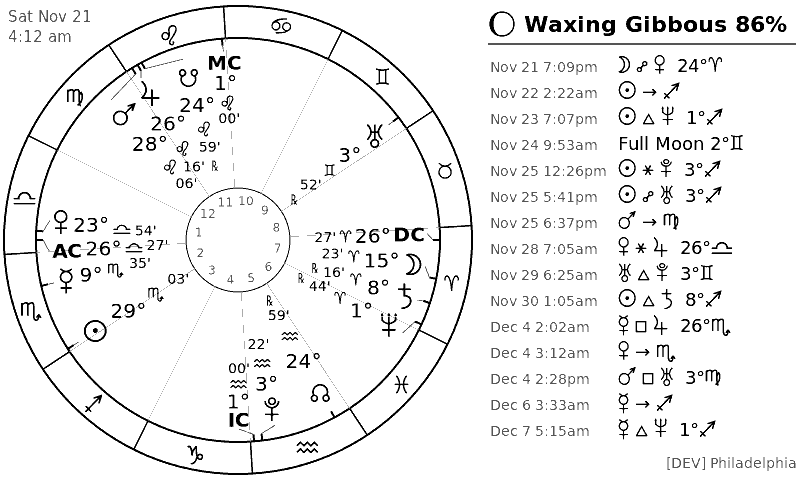 Sat Nov 21
4:12 am
♋
♌
♊
♍
♉
♎
♈
♏
♓
♐
♑
♒
MC 1° ♌ 00'
☋ 24° ♌ 59' ℞
♃ 26° ♌ 16'
♂ 28° ♌ 06'
♅ 3° ♊ 52' ℞
♀ 23° ♎ 54'
AC 26° ♎ 27'
☿ 9° ♏ 35'
☉ 29° ♏ 03'
27' ♈ 26° DC
23' ♈ 15° ☽
℞ 16' ♈ 8° ♄
℞ 44' ♈ 1° ♆
℞ 59' ♒ 24° ☊
22' ♒ 3° ♇
00' ♒ 1° IC
1
2
3
4
5
6
7
8
9
10
11
12
Waxing Gibbous 86%
Nov 21 7:09pm ☽ ☍ ♀ 24°♈
Nov 22 2:22am ☉ → ♐
Nov 23 7:07pm ☉ △ ♆ 1°♐
Nov 24 9:53am Full Moon 2°♊
Nov 25 12:26pm ☉ ⚹ ♇ 3°♐
Nov 25 5:41pm ☉ ☍ ♅ 3°♐
Nov 25 6:37pm ♂ → ♍
Nov 28 7:05am ♀ ⚹ ♃ 26°♎
Nov 29 6:25am ♅ △ ♇ 3°♊
Nov 30 1:05am ☉ △ ♄ 8°♐
Dec 4 2:02am ☿ □ ♃ 26°♏
Dec 4 3:12am ♀ → ♏
Dec 4 2:28pm ♂ □ ♅ 3°♍
Dec 6 3:33am ☿ → ♐
Dec 7 5:15am ☿ △ ♆ 1°♐
[DEV] Philadelphia